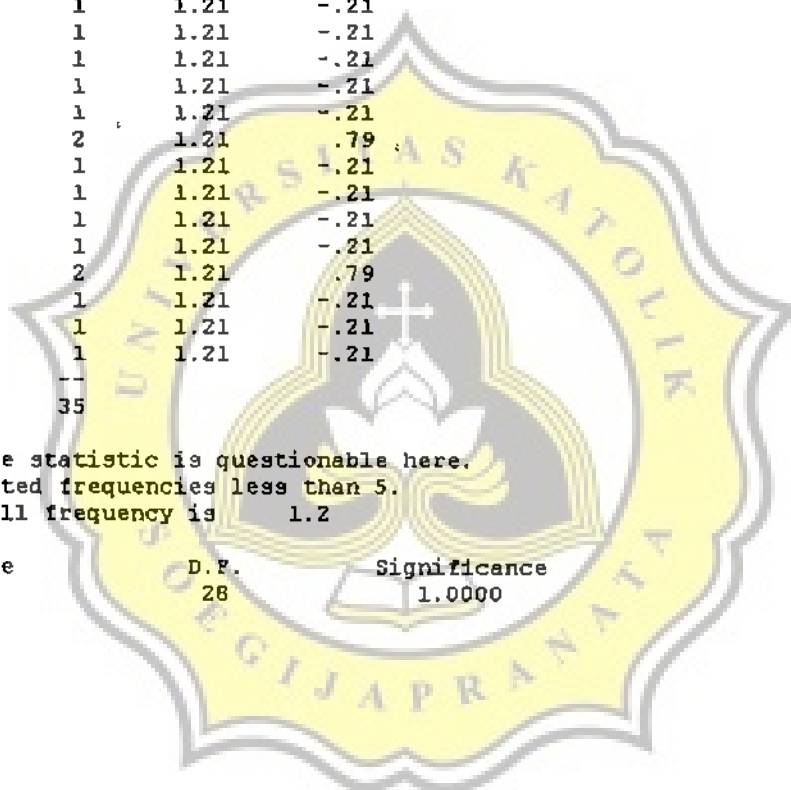 1 1.21 -.21
1 1.21 -.21
1 1.21 -.21
1 1.21 -.21
1 1.21 -.21
2 1.21 .79
1 1.21 -.21
1 1.21 -.21
1 1.21 -.21
1 1.21 -.21
2 1.21 .79
1 1.21 -.21
1 1.21 -.21
1 1.21 -.21
--
35
e statistic is questionable here.
ted frequencies less than 5.
ll frequency is 1.2
e D.F. Significance
28 1.0000
UNIVERSITAS KATOLIK
SOEGIJAPRANATA